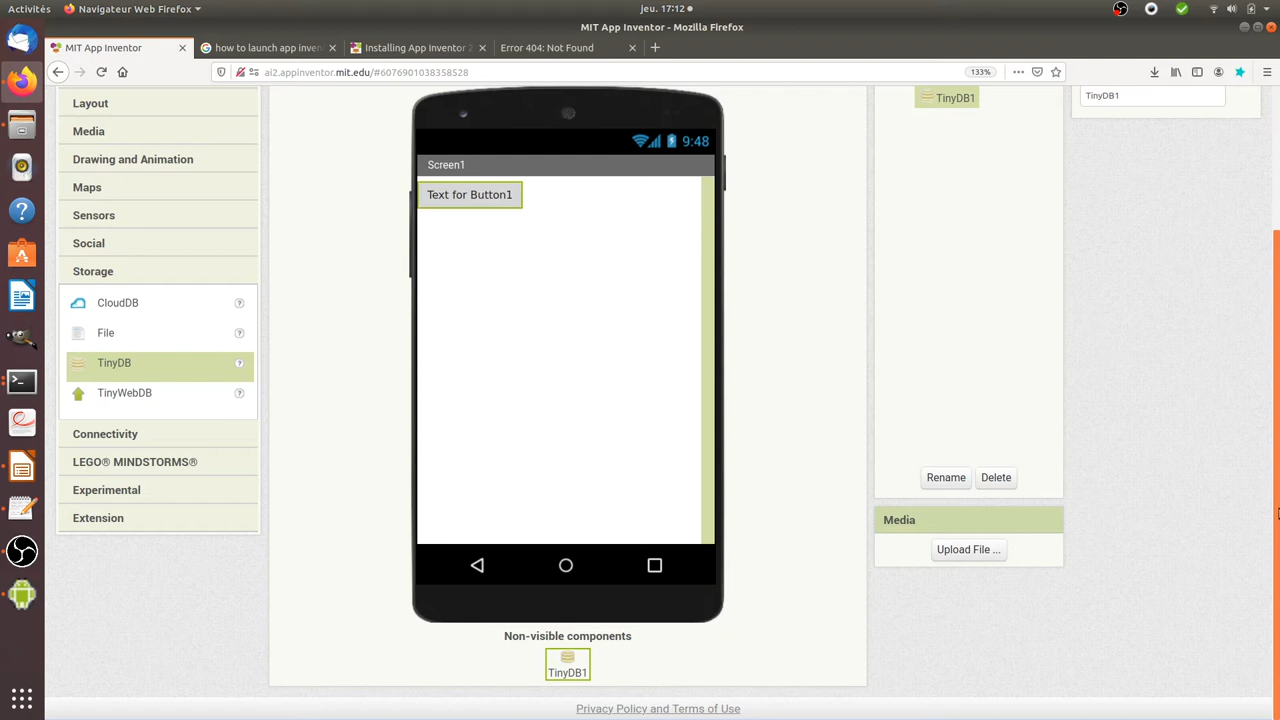 Activités
Navigateur Web Firefox
jeu. 17:12
MIT App Inventor - Mozilla Firefox
MIT App Inventor
how to launch app inven
Installing App Inventor 2
Error 404: Not Found
ai2.appinventor.mit.edu/#6076901038358528
133%
Layout
Media
Drawing and Animation
Maps
Sensors
Social
Storage
CloudDB
?
File
?
TinyDB
?
TinyWebDB
?
Connectivity
LEGO® MINDSTORMS®
Experimental
Extension
9:48
Screen1
Text for Button1
Non-visible components
TinyDB1
TinyDB1
Rename
Delete
Media
Upload File ...
TinyDB1
Privacy Policy and Terms of Use